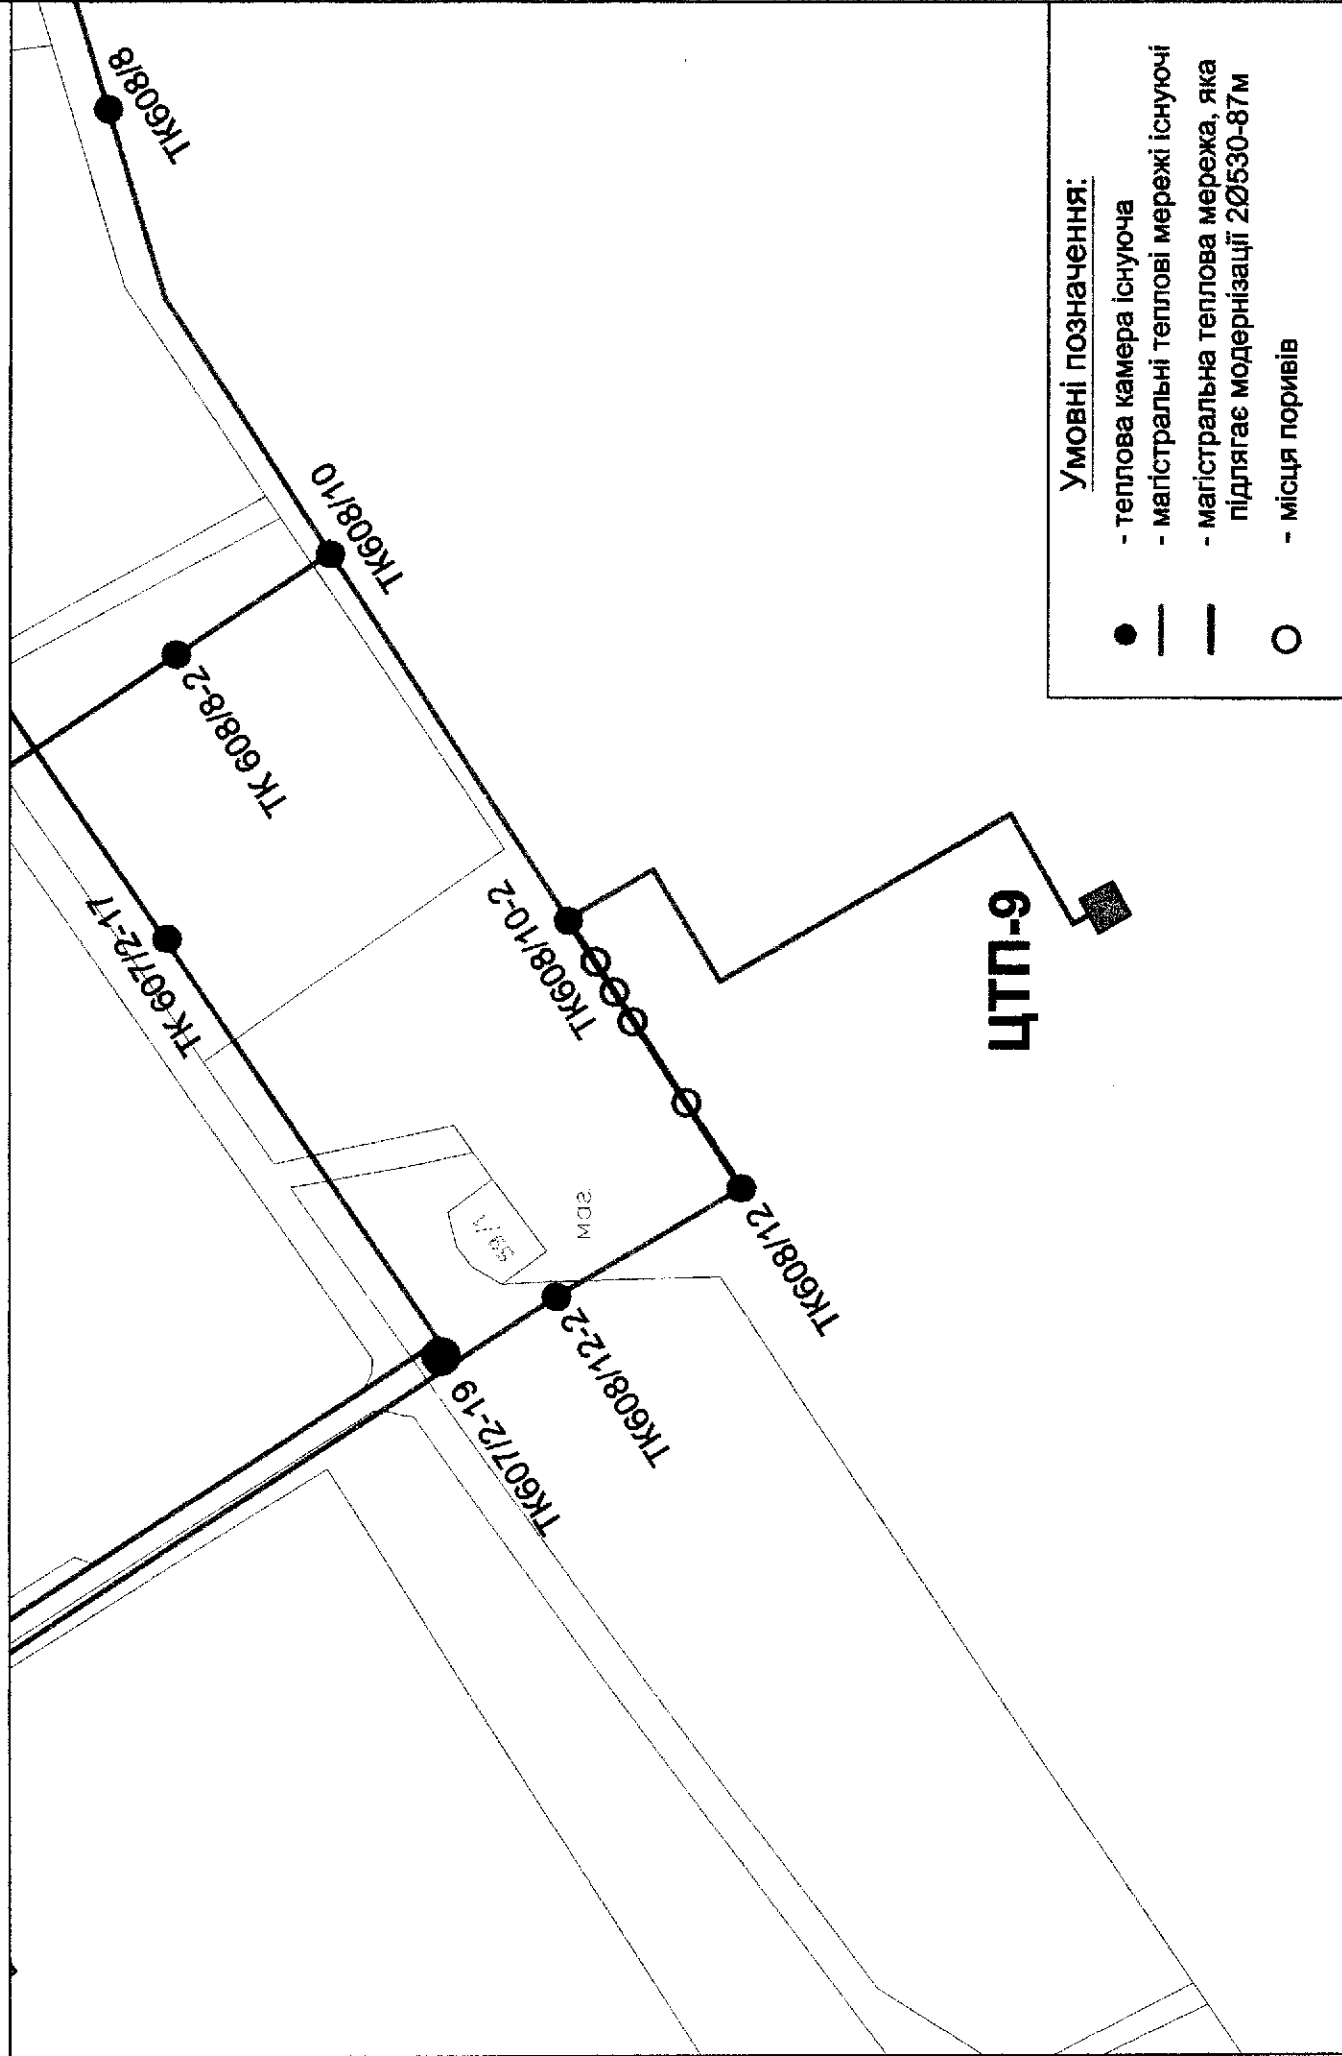 ТК608/8
ТК608/10
ТК 608/8-2
ТК 607/2-17
ТК608/10-2
ТК608/12
ТК608/12-2
ТК607/2-19
ЦТП-9
Умовні позначення:
- теплова камера існуюча
- магістральні теплові мережі існуючі
- магістральна теплова мережа, яка
підлягає модернізації 2Ø530-87м
- місця поривів